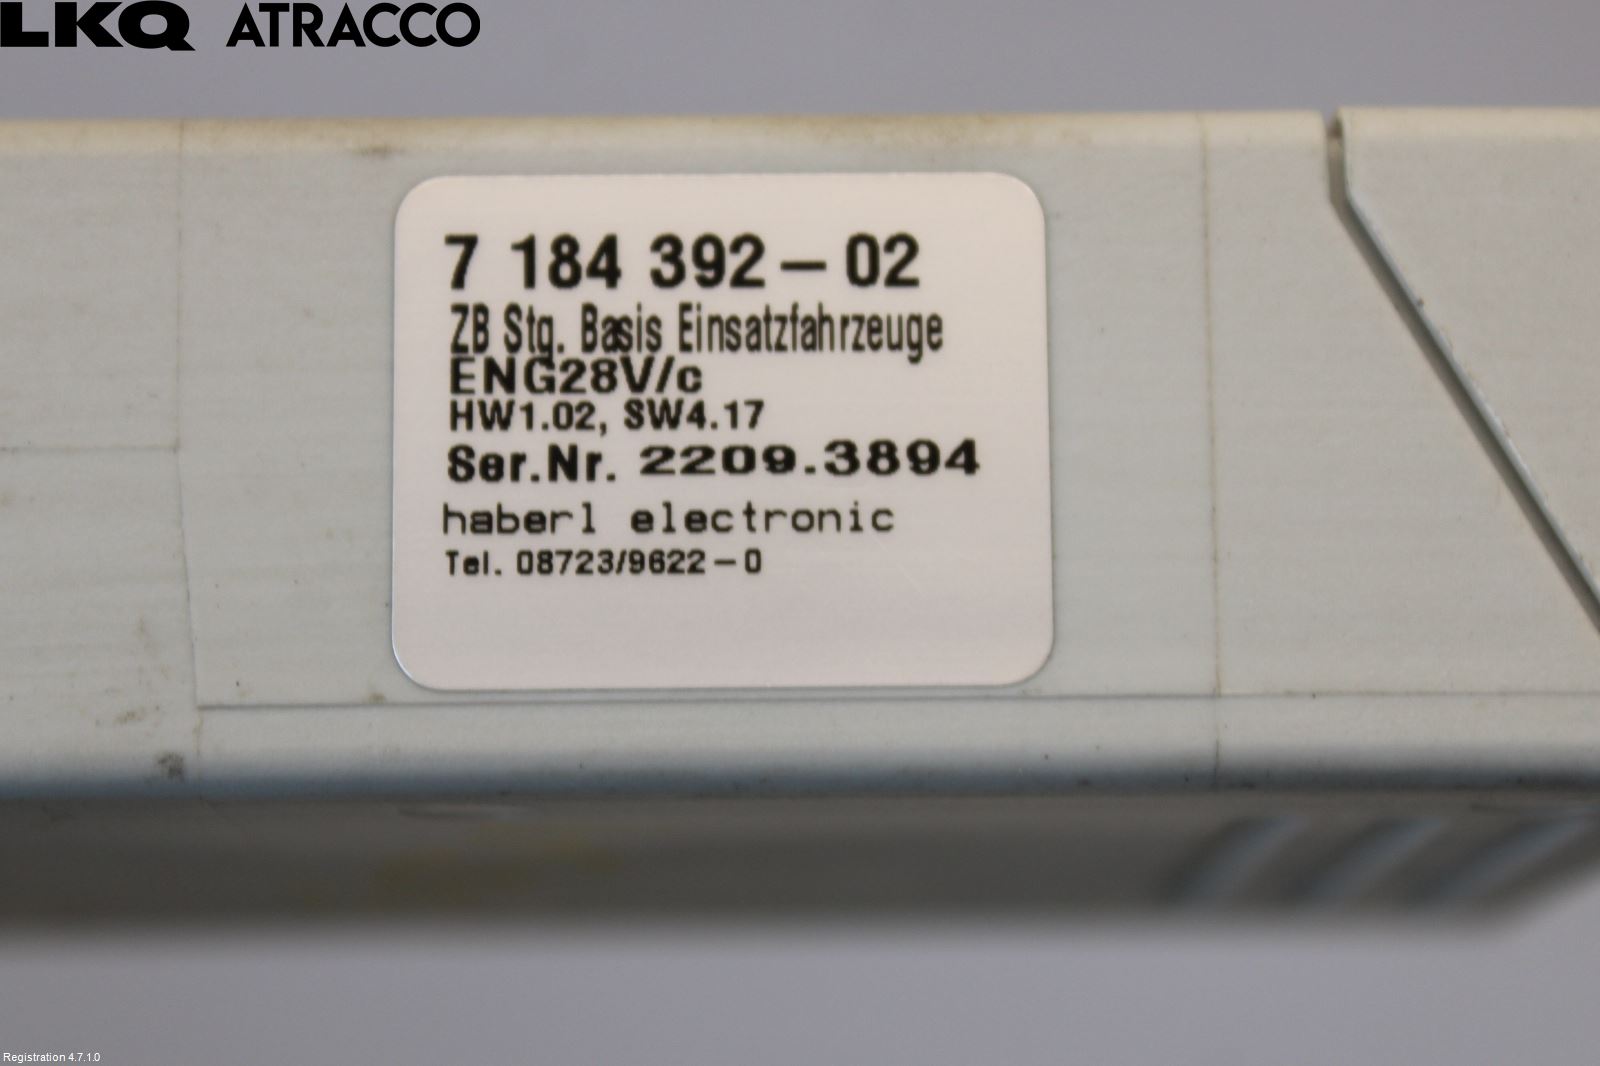 LKQ ATRACCO
7 184 392-02
ZB Stg. Basis Einsatzfahrzeuge
ENG28V/c
HW1.02, SW4.17
Ser.Nr. 2209.3894
haberl electronic
Tel. 08723/9622-0
Registration 4.7.1.0